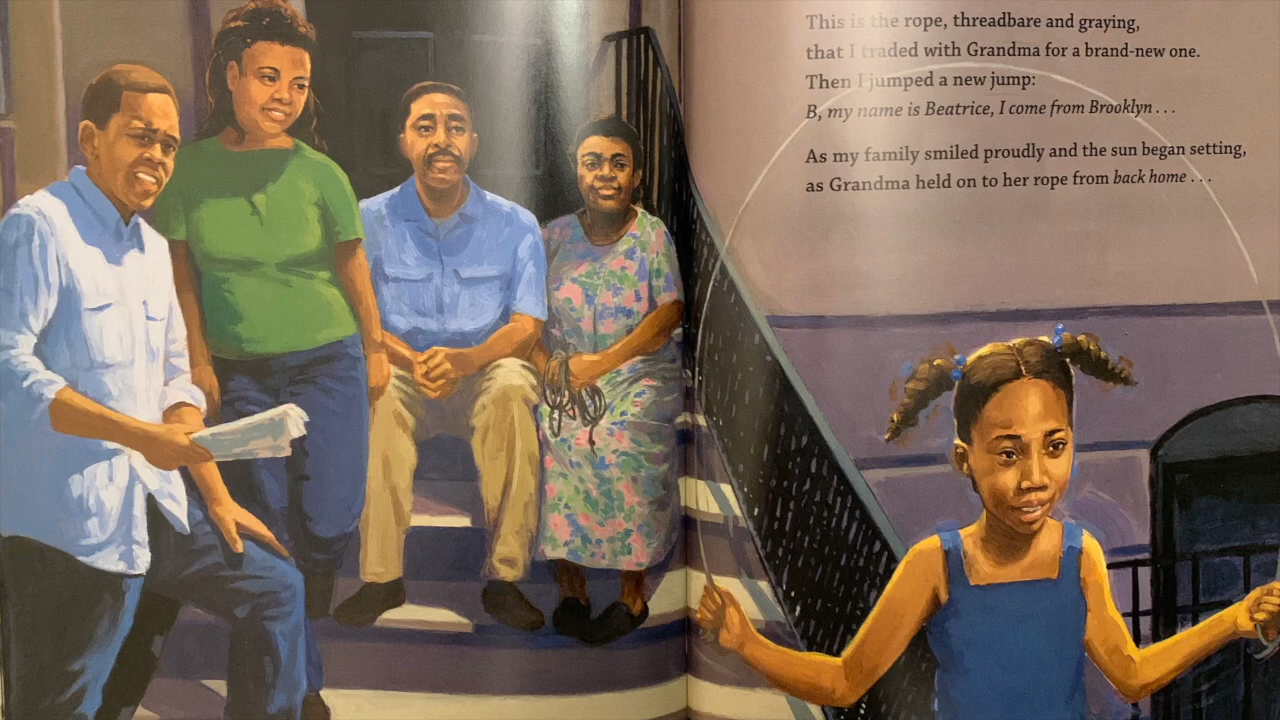 This is the rope, threadbare and graying,
that I traded with Grandma for a brand-new one.
Then I jumped a new jump:
B, my name is Beatrice, I come from Brooklyn . . .
As my family smiled proudly and the sun began setting,
as Grandma held on to her rope from back home . . .